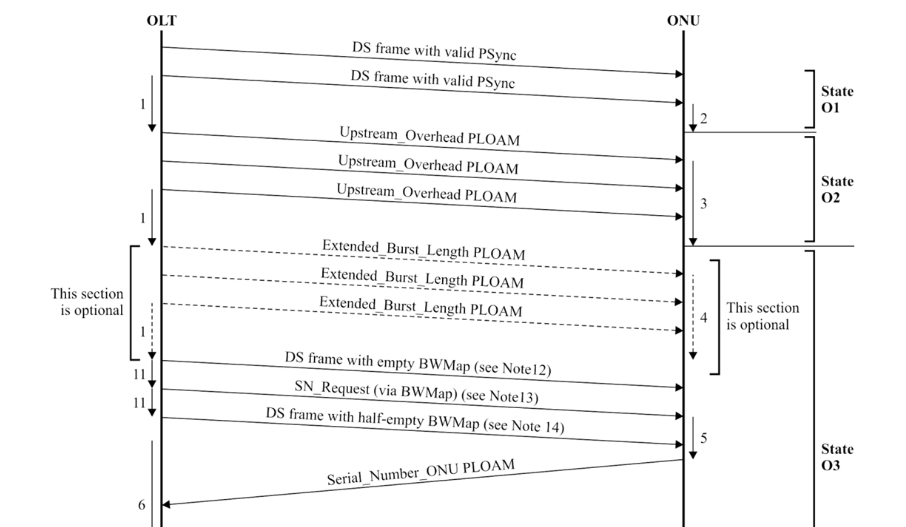 OLT
ONU
DS frame with valid PSync
DS frame with valid PSync
1
2
State
O1
Upstream_Overhead PLOAM
Upstream_Overhead PLOAM
Upstream_Overhead PLOAM
1
3
State
O2
Extended_Burst_Length PLOAM
Extended_Burst_Length PLOAM
Extended_Burst_Length PLOAM
This section
is optional
1
4
This section
is optional
DS frame with empty BWMap (see Note12)
11
SN_Request (via BWMap) (see Note13)
11
DS frame with half-empty BWMap (see Note 14)
5
State
O3
Serial_Number_ONU PLOAM
6